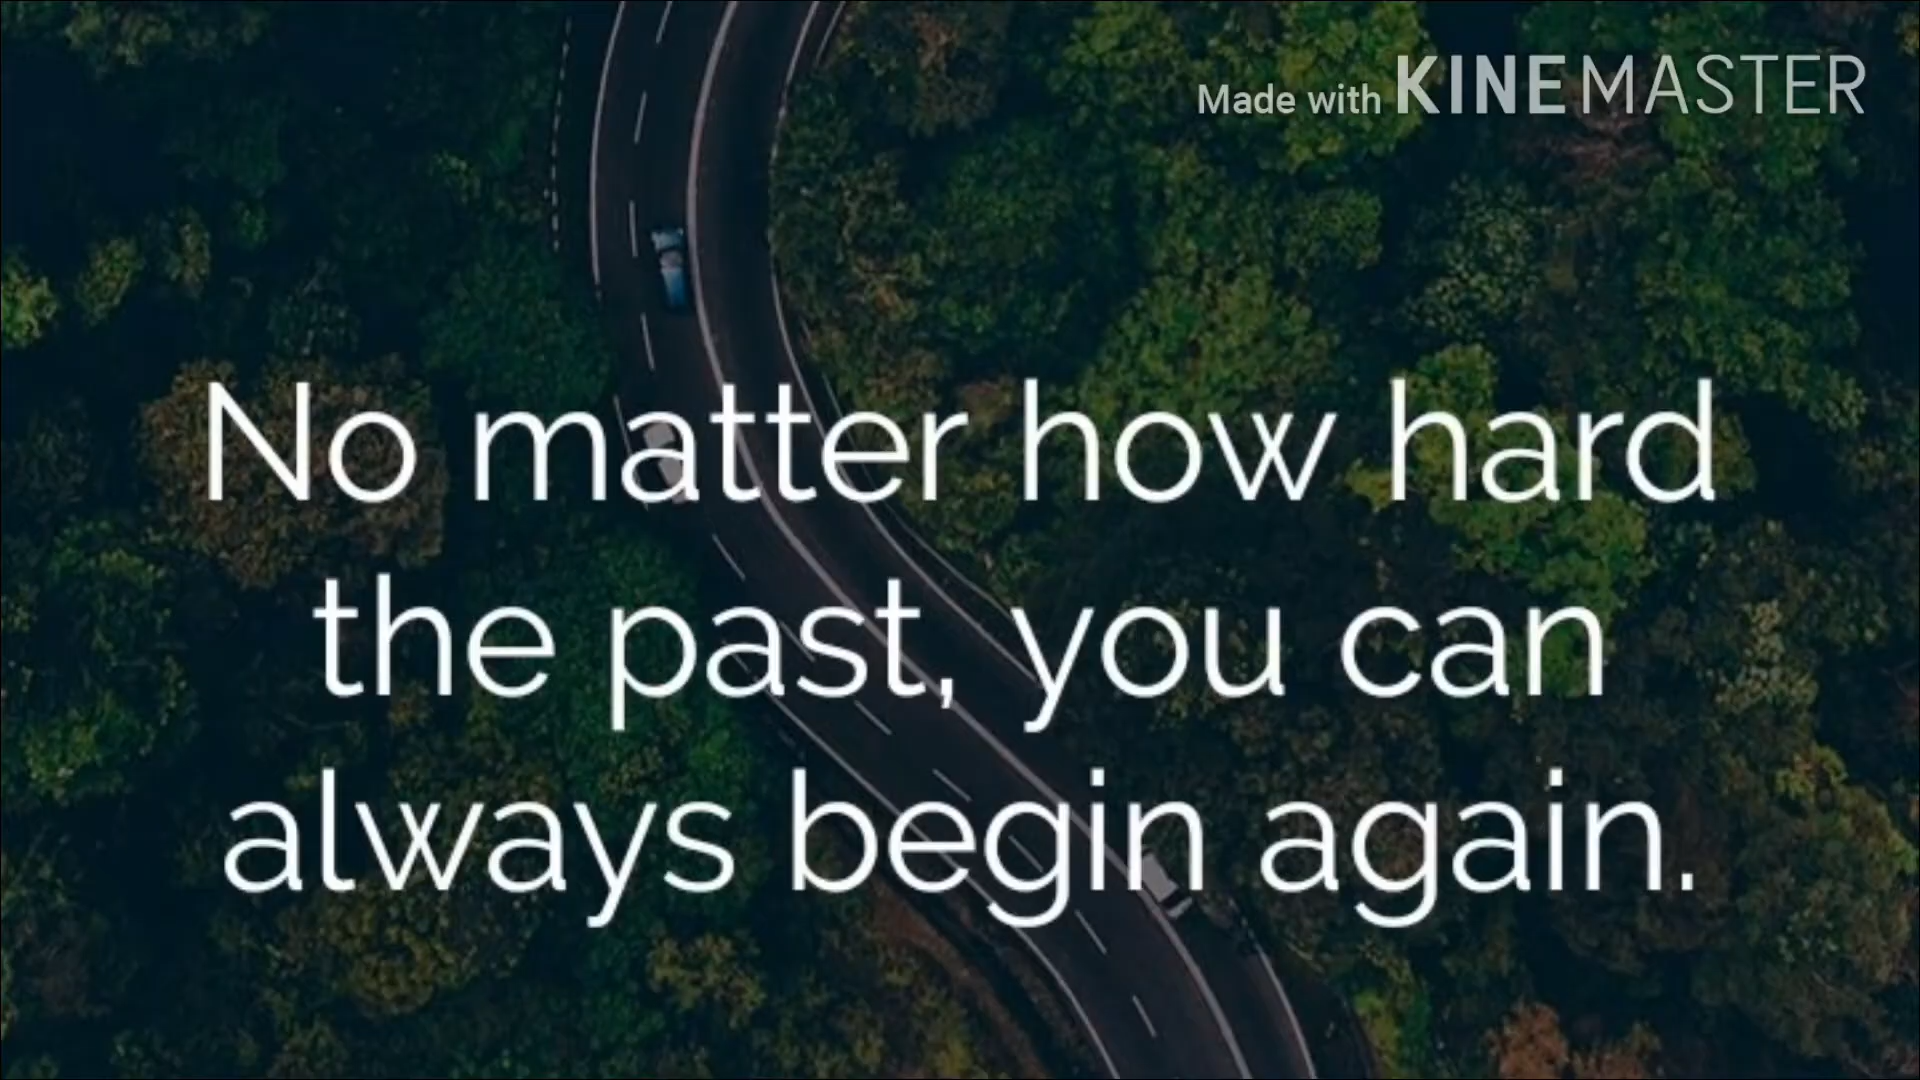 Made with KINEMASTER
No matter how hard
the past, you can
always begin again.